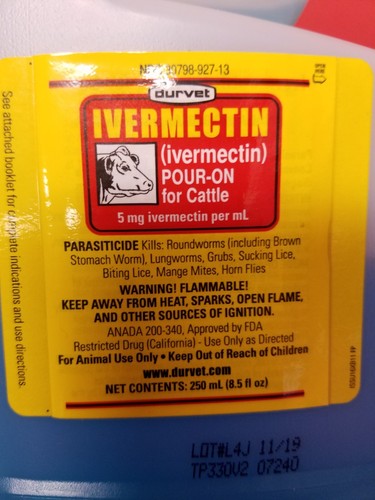 30798-927-13
OPEN
HERE
durvet
IVERMECTIN
(ivermectin)
POUR-ON
for Cattle
5 mg ivermectin per mL
PARASITICIDE Kills: Roundworms (including Brown
Stomach Worm), Lungworms, Grubs, Sucking Lice,
Biting Lice, Mange Mites, Horn Flies
WARNING! FLAMMABLE!
KEEP AWAY FROM HEAT, SPARKS, OPEN FLAME,
AND OTHER SOURCES OF IGNITION.
ANADA 200-340, Approved by FDA
Restricted Drug (California) - Use Only as Directed
For Animal Use Only • Keep Out of Reach of Children
www.durvet.com
NET CONTENTS: 250 mL (8.5 fl oz)
See attached booklet for complete indications and use directions.
LOT#L4J 11/19
TP330V2 07240